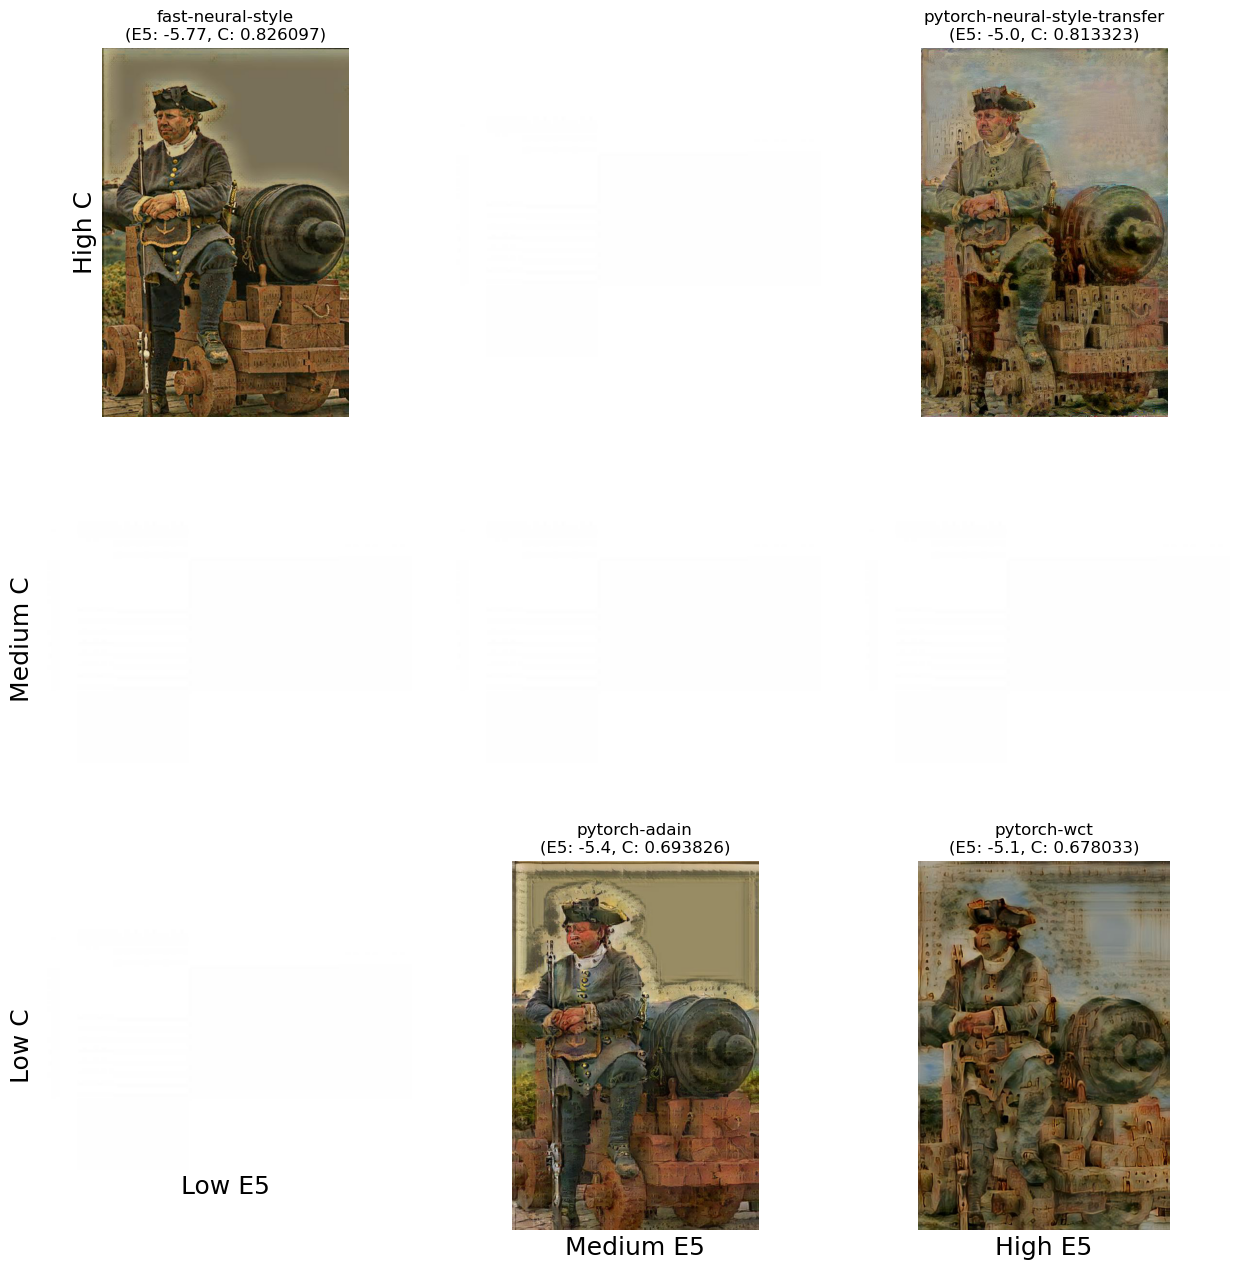 fast-neural-style
(E5: -5.77, C: 0.826097)
pytorch-neural-style-transfer
(E5: -5.0, C: 0.813323)
High C
Medium C
pytorch-adain
(E5: -5.4, C: 0.693826)
pytorch-wct
(E5: -5.1, C: 0.678033)
Low C
Low E5
Medium E5
High E5